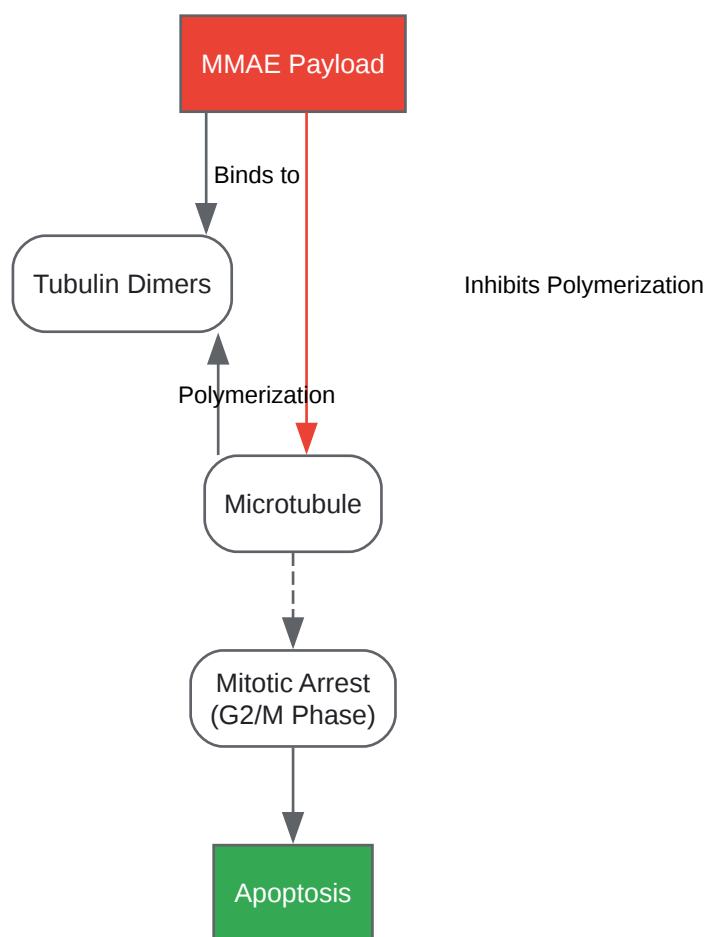 MMAE Payload
Binds to
Tubulin Dimers
Inhibits Polymerization
Polymerization
Microtubule
Mitotic Arrest
(G2/M Phase)
Apoptosis